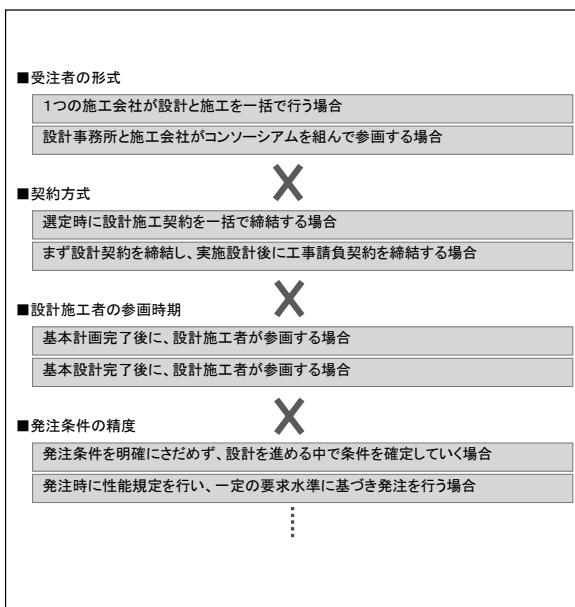 ■受注者の形式
1つの施工会社が設計と施工を一括で行う場合
設計事務所と施工会社がコンソーシアムを組んで参画する場合
■契約方式
選定時に設計施工契約を一括で締結する場合
まず設計契約を締結し、実施設計後に工事請負契約を締結する場合
■設計施工者の参画時期
基本計画完了後に、設計施工者が参画する場合
基本設計完了後に、設計施工者が参画する場合
■発注条件の精度
発注条件を明確にさだめず、設計を進める中で条件を確定していく場合
発注時に性能規定を行い、一定の要求水準に基づき発注を行う場合